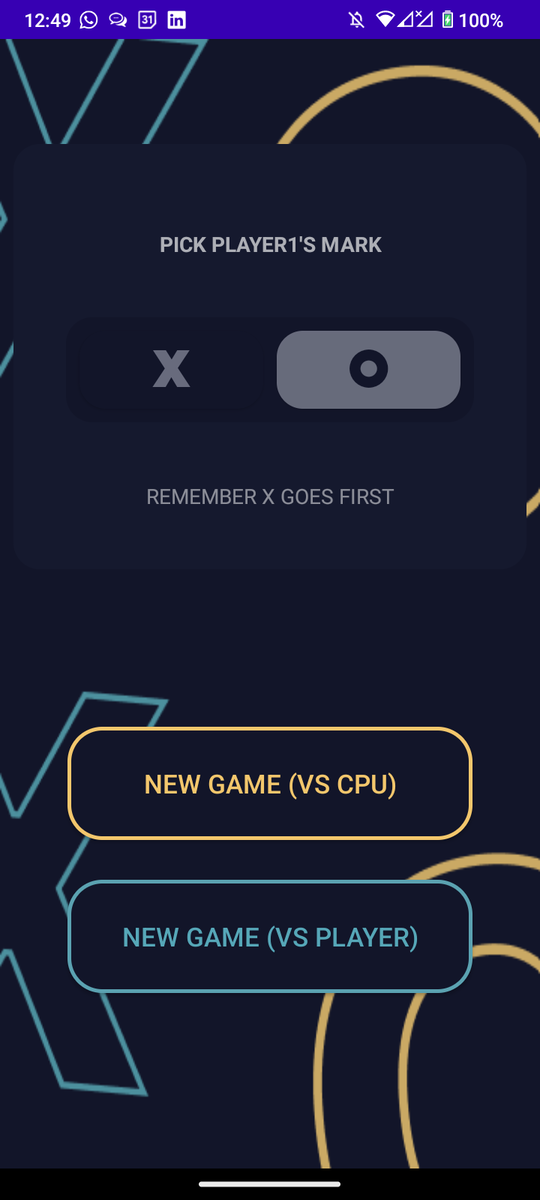 12:49 31 in 100%
PICK PLAYER1'S MARK
X O
REMEMBER X GOES FIRST
NEW GAME (VS CPU)
NEW GAME (VS PLAYER)